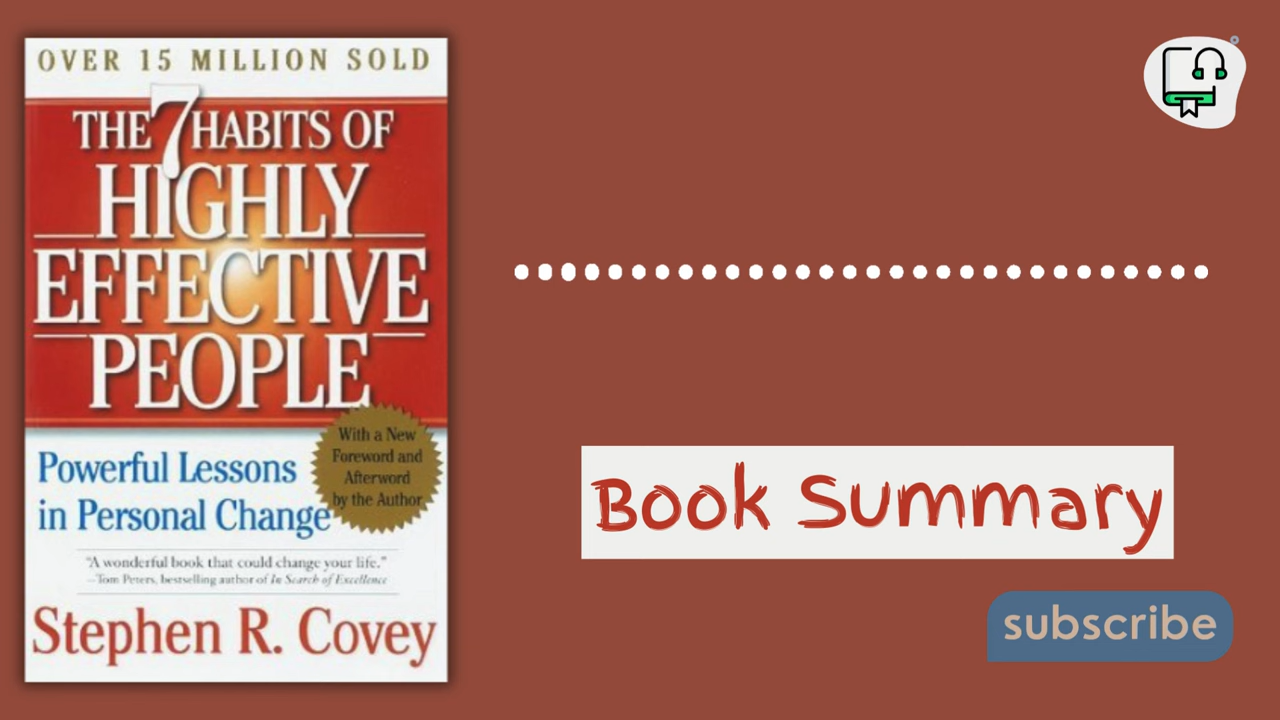 OVER 15 MILLION SOLD
THE 7 HABITS OF
HIGHLY
EFFECTIVE
PEOPLE
With a New
Foreword and
Afterword
by the Author
Powerful Lessons
in Personal Change
"A wonderful book that could change your life."
—Tom Peters, bestselling author of In Search of Excellence
Stephen R. Covey
Book Summary
subscribe